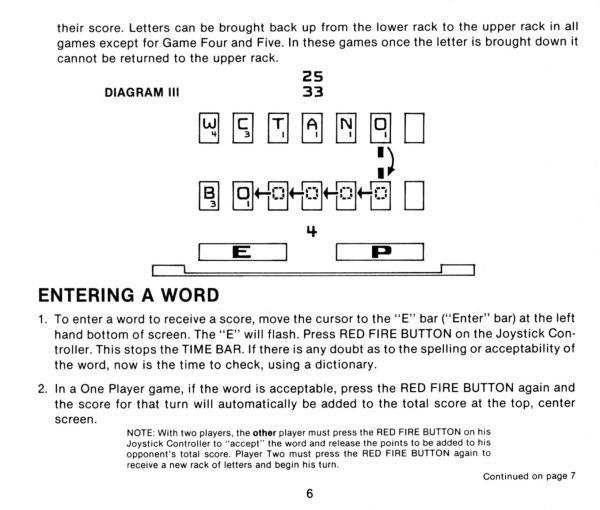 their score. Letters can be brought back up from the lower rack to the upper rack in all
games except for Game Four and Five. In these games once the letter is brought down it
cannot be returned to the upper rack.
25
DIAGRAM III 33
W 4 C 3 T 1 A 1 N 1 O 1
B 3 O 1
4
E P
ENTERING A WORD
1. To enter a word to receive a score, move the cursor to the "E" bar ("Enter" bar) at the left
hand bottom of screen. The "E" will flash. Press RED FIRE BUTTON on the Joystick Con-
troller. This stops the TIME BAR. If there is any doubt as to the spelling or acceptability of
the word, now is the time to check, using a dictionary.
2. In a One Player game, if the word is acceptable, press the RED FIRE BUTTON again and
the score for that turn will automatically be added to the total score at the top, center
screen.
NOTE: With two players, the other player must press the RED FIRE BUTTON on his
Joystick Controller to "accept" the word and release the points to be added to his
opponent's total score. Player Two must press the RED FIRE BUTTON again to
receive a new rack of letters and begin his turn.
Continued on page 7
6